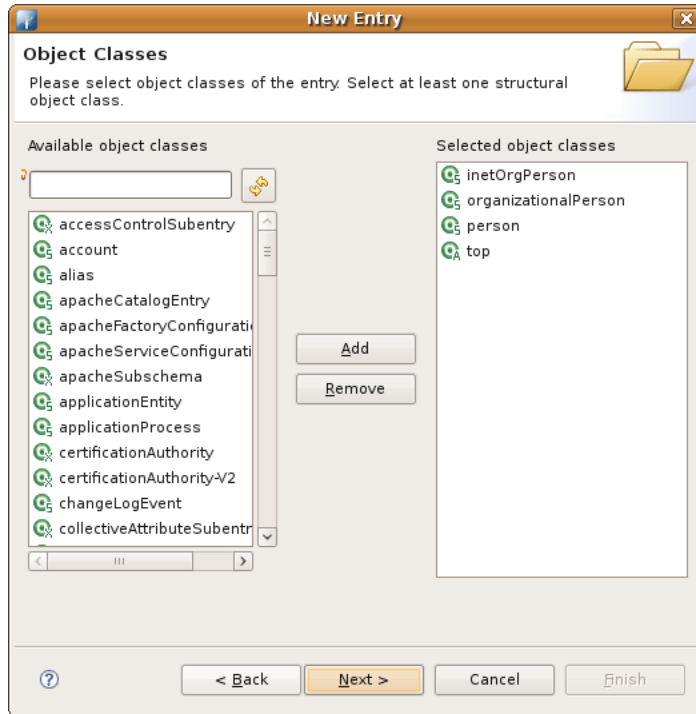 New Entry
Object Classes
Please select object classes of the entry. Select at least one structural
object class.
Available object classes
Selected object classes
accessControlSubentry
account
alias
apacheCatalogEntry
apacheFactoryConfigurati
apacheServiceConfigurati
apacheSubschema
applicationEntity
applicationProcess
certificationAuthority
certificationAuthority-V2
changeLogEvent
collectiveAttributeSubentr
Add
Remove
inetOrgPerson
organizationalPerson
person
top
< Back
Next >
Cancel
Finish